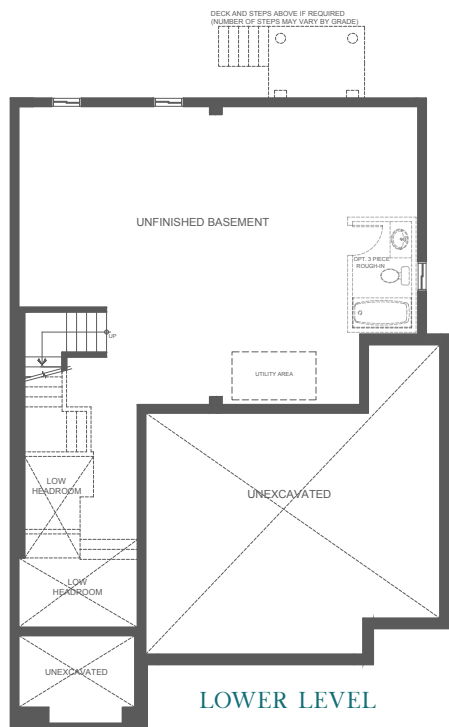 DECK AND STEPS ABOVE IF REQUIRED
(NUMBER OF STEPS MAY VARY BY GRADE)
UNFINISHED BASEMENT
OPT. 3 PIECE
ROUGH-IN
UP
UTILITY AREA
LOW
HEADROOM
UNEXCAVATED
LOW
HEADROOM
UNEXCAVATED
LOWER LEVEL